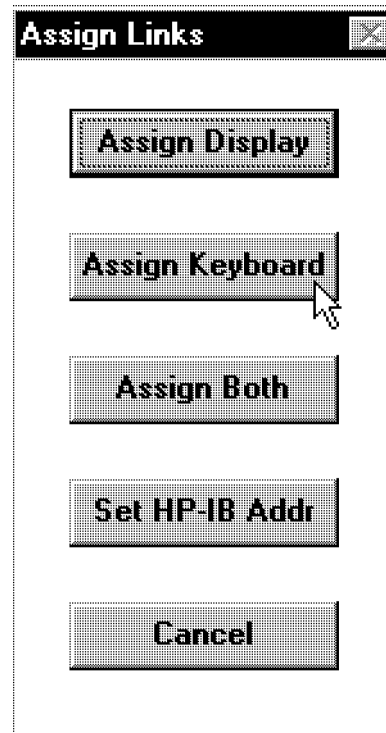 Assign Links
Assign Display
Assign Keyboard
Assign Both
Set HP-IB Addr
Cancel